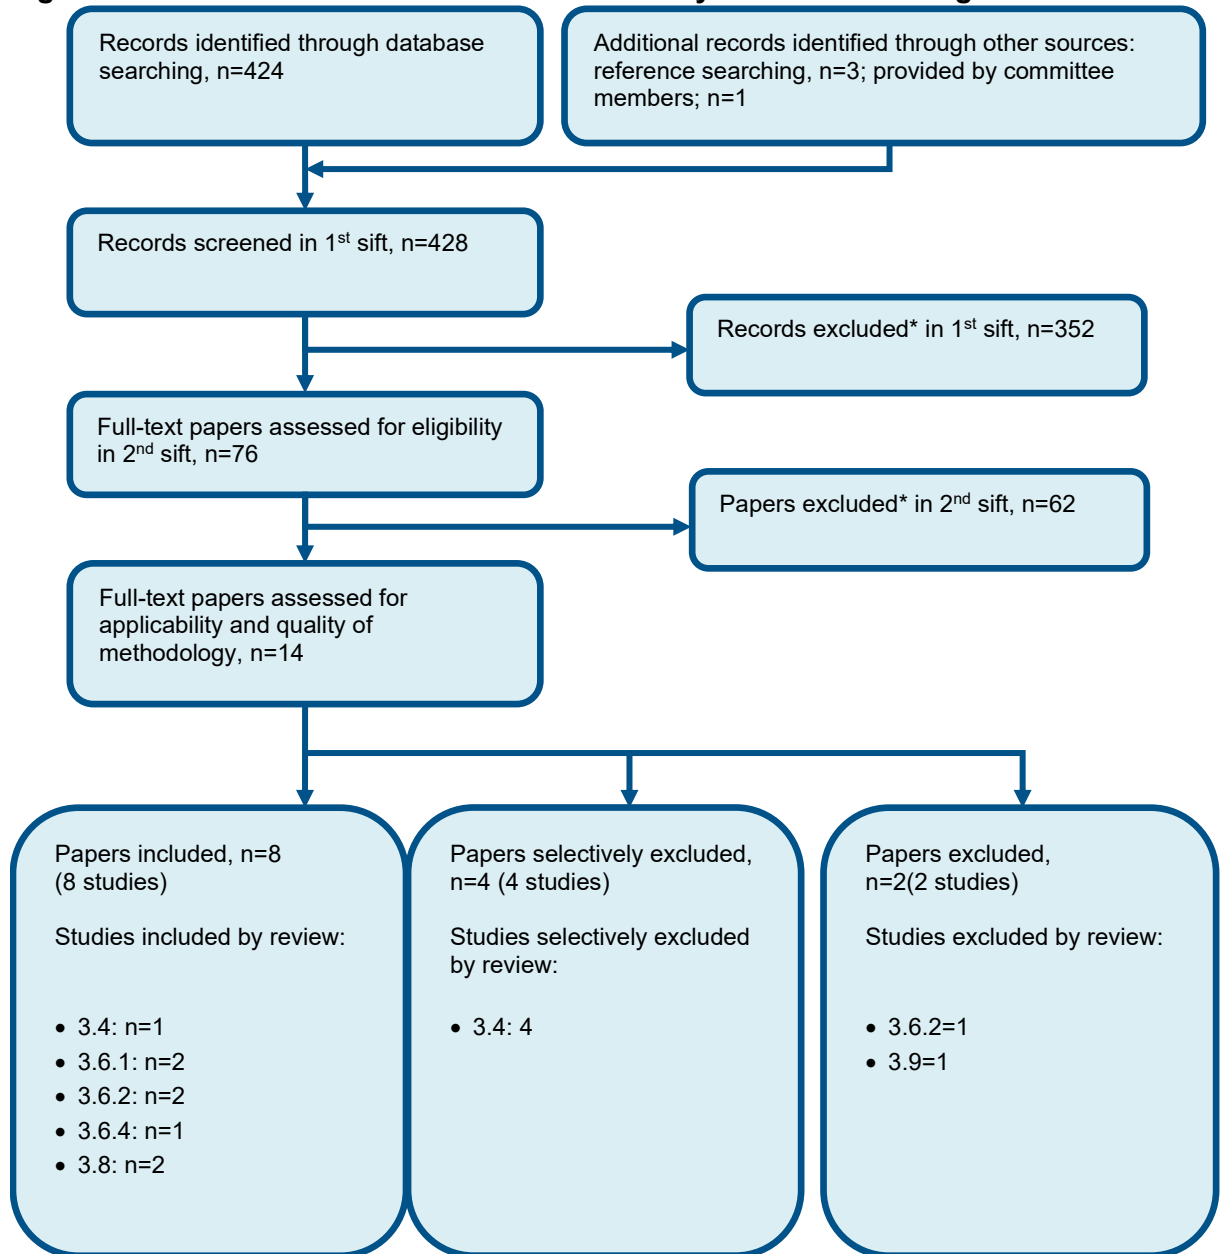 Records identified through database
searching, n=424
Additional records identified through other sources:
reference searching, n=3; provided by committee
members; n=1
Records screened in 1st sift, n=428
Records excluded* in 1st sift, n=352
Full-text papers assessed for eligibility
in 2nd sift, n=76
Papers excluded* in 2nd sift, n=62
Full-text papers assessed for
applicability and quality of
methodology, n=14
Papers included, n=8
(8 studies)
Studies included by review:
• 3.4: n=1
• 3.6.1: n=2
• 3.6.2: n=2
• 3.6.4: n=1
• 3.8: n=2
Papers selectively excluded,
n=4 (4 studies)
Studies selectively excluded
by review:
• 3.4: 4
Papers excluded,
n=2(2 studies)
Studies excluded by review:
• 3.6.2=1
• 3.9=1